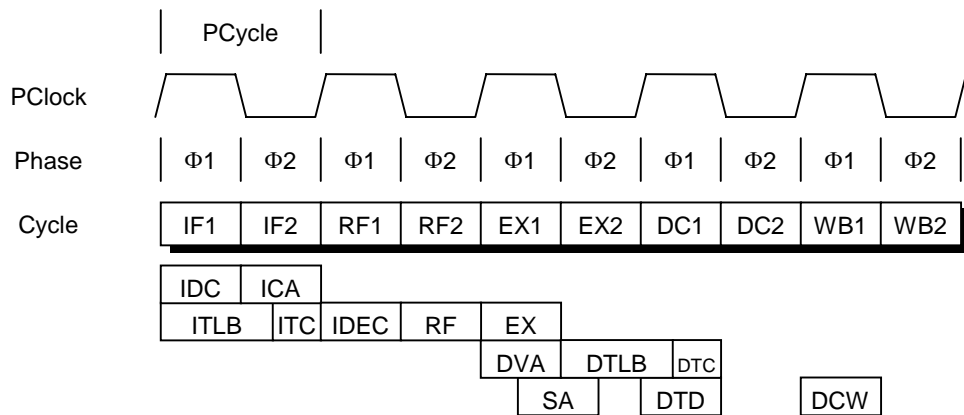 PCycle
PClock
Phase Φ1 Φ2 Φ1 Φ2 Φ1 Φ2 Φ1 Φ2 Φ1 Φ2
Cycle IF1 IF2 RF1 RF2 EX1 EX2 DC1 DC2 WB1 WB2
IDC ICA
ITLB ITC IDEC RF EX
DVA DTLB DTC
SA DTD DCW